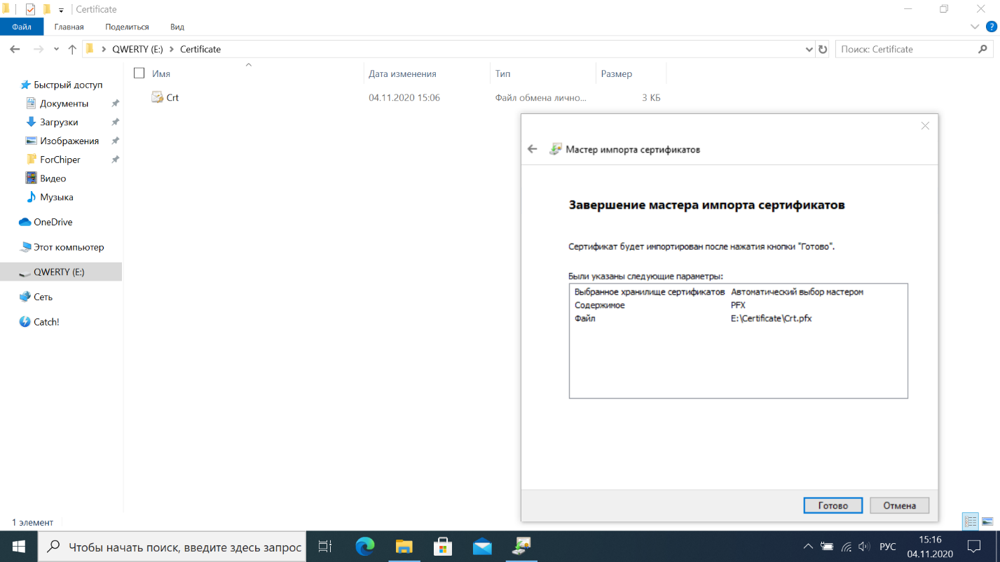 Certificate
Файл Главная Поделиться Вид
?
QWERTY (E:) Certificate
Поиск: Certificate
Имя Дата изменения Тип Размер
Crt 04.11.2020 15:06 Файл обмена лично... 3 КБ
Быстрый доступ
Документы
Загрузки
Изображения
ForChiper
Видео
Музыка
OneDrive
Этот компьютер
QWERTY (E:)
Сеть
Catch!
Мастер импорта сертификатов
Завершение мастера импорта сертификатов
Сертификат будет импортирован после нажатия кнопки "Готово".
Были указаны следующие параметры:
Выбранное хранилище сертификатов Автоматический выбор мастером
Содержимое PFX
Файл E:\Certificate\Crt.pfx
Готово Отмена
1 элемент
Чтобы начать поиск, введите здесь запрос
РУС
15:16
04.11.2020